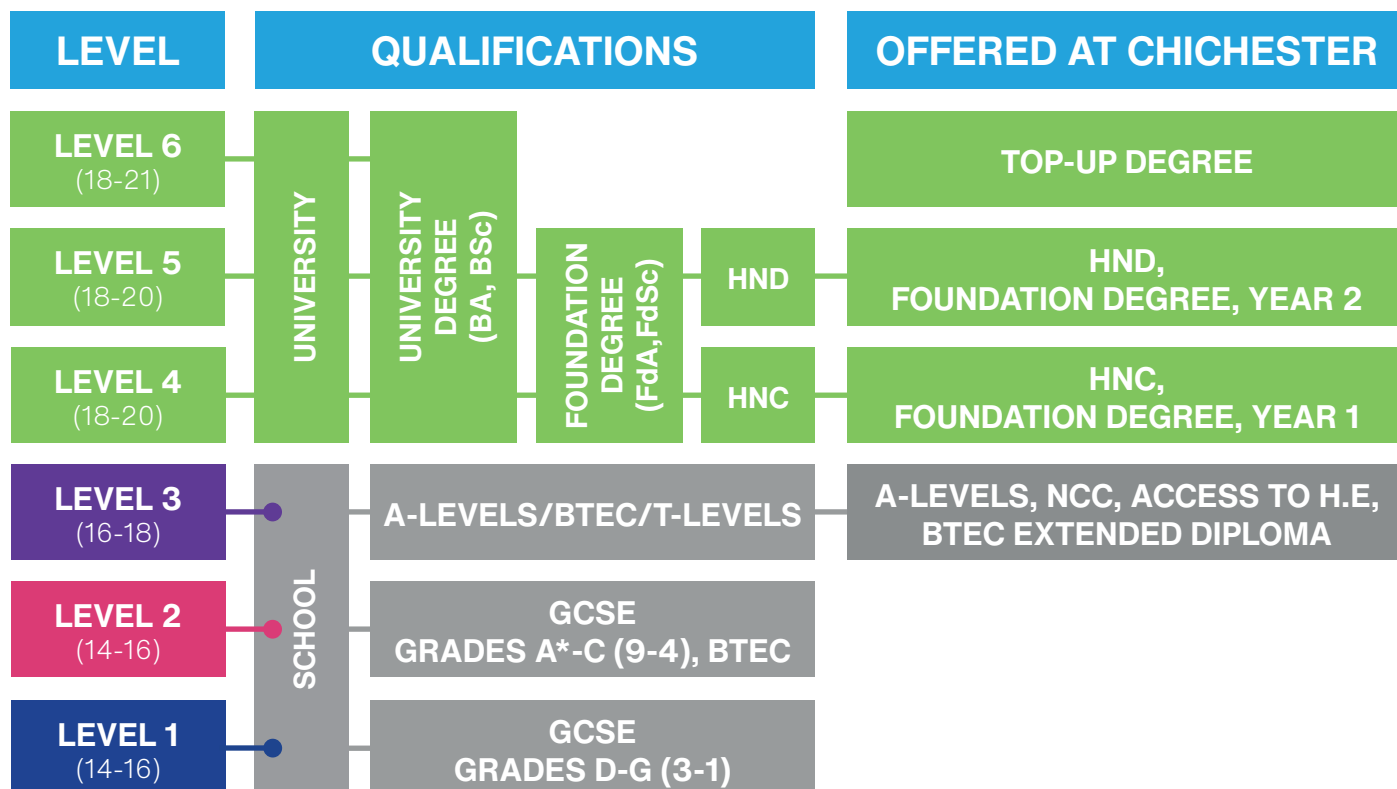 LEVEL
QUALIFICATIONS
OFFERED AT CHICHESTER
LEVEL 6
(18-21)
UNIVERSITY
UNIVERSITY
DEGREE
(BA, BSc)
TOP-UP DEGREE
LEVEL 5
(18-20)
FOUNDATION
DEGREE
(FdA,FdSc)
HND
HND,
FOUNDATION DEGREE, YEAR 2
LEVEL 4
(18-20)
HNC
HNC,
FOUNDATION DEGREE, YEAR 1
LEVEL 3
(16-18)
SCHOOL
A-LEVELS/BTEC/T-LEVELS
A-LEVELS, NCC, ACCESS TO H.E,
BTEC EXTENDED DIPLOMA
LEVEL 2
(14-16)
GCSE
GRADES A*-C (9-4), BTEC
LEVEL 1
(14-16)
GCSE
GRADES D-G (3-1)